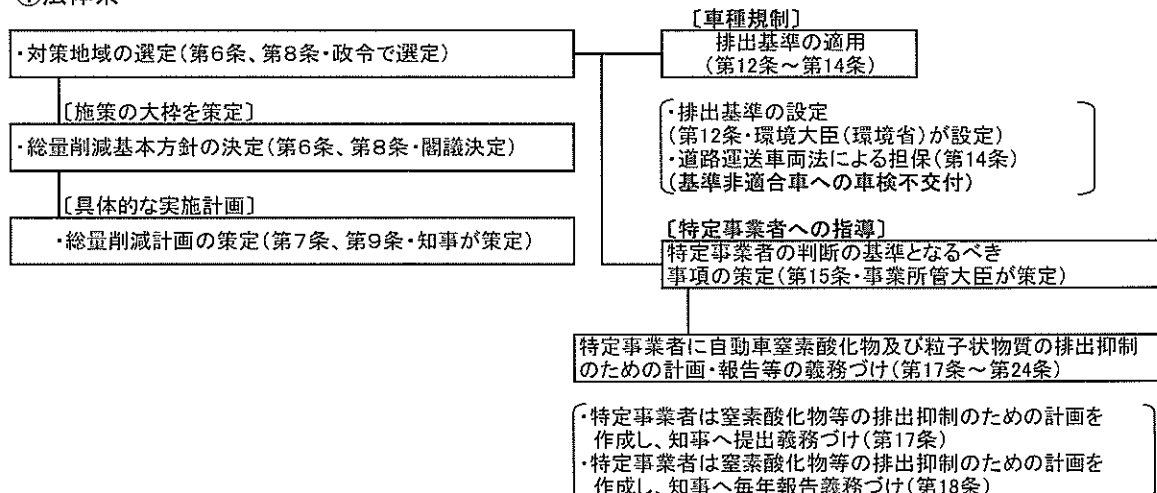 ①法体系
・対策地域の選定(第6条、第8条・政令で選定)
〔施策の大枠を策定〕
・総量削減基本方針の決定(第6条、第8条・閣議決定)
〔具体的な実施計画〕
・総量削減計画の策定(第7条、第9条・知事が策定)
〔車種規制〕
排出基準の適用
(第12条～第14条)
・排出基準の設定
(第12条・環境大臣(環境省)が設定)
・道路運送車両法による担保(第14条)
(基準非適合車への車検不交付)
〔特定事業者への指導〕
特定事業者の判断の基準となるべき
事項の策定(第15条・事業所管大臣が策定)
特定事業者に自動車窒素酸化物及び粒子状物質の排出抑制
のための計画・報告等の義務づけ(第17条～第24条)
・特定事業者は窒素酸化物等の排出抑制のための計画を
作成し、知事へ提出義務づけ(第17条)
・特定事業者は窒素酸化物等の排出抑制のための計画を
作成し、知事へ毎年報告義務づけ(第18条)